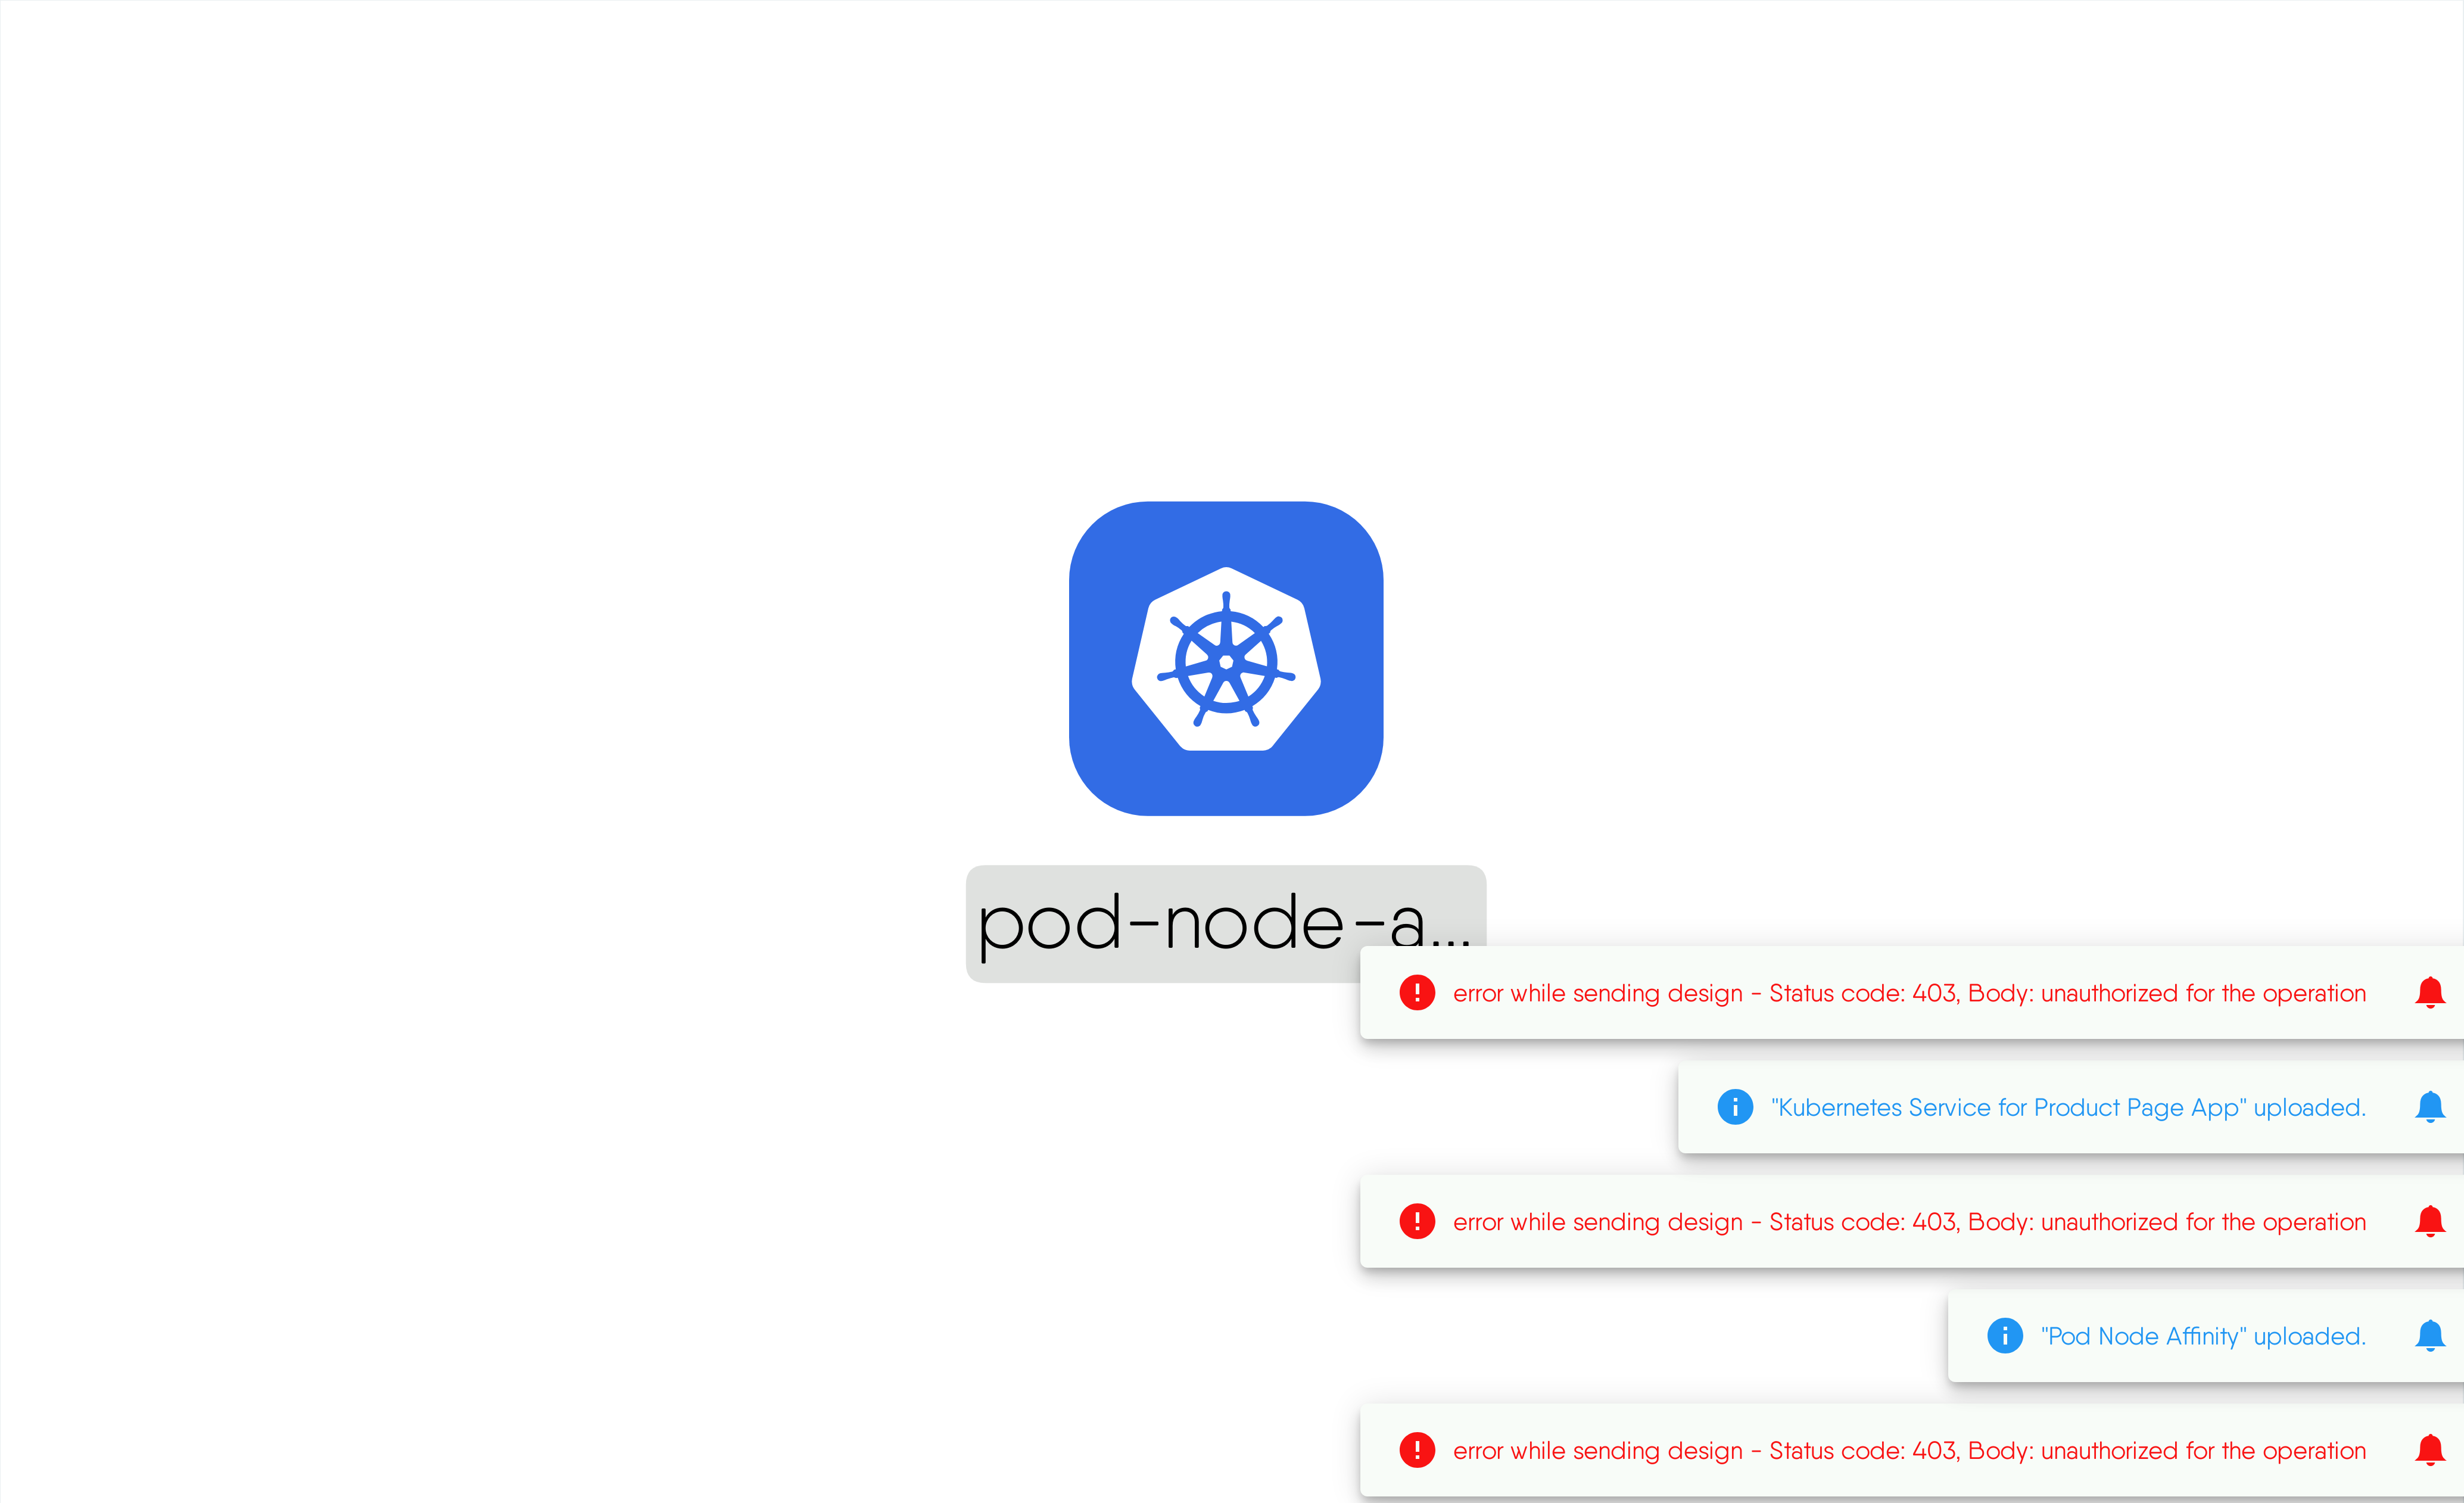 pod-node-a...
error while sending design - Status code: 403, Body: unauthorized for the operation
"Kubernetes Service for Product Page App" uploaded.
error while sending design - Status code: 403, Body: unauthorized for the operation
"Pod Node Affinity" uploaded.
error while sending design - Status code: 403, Body: unauthorized for the operation